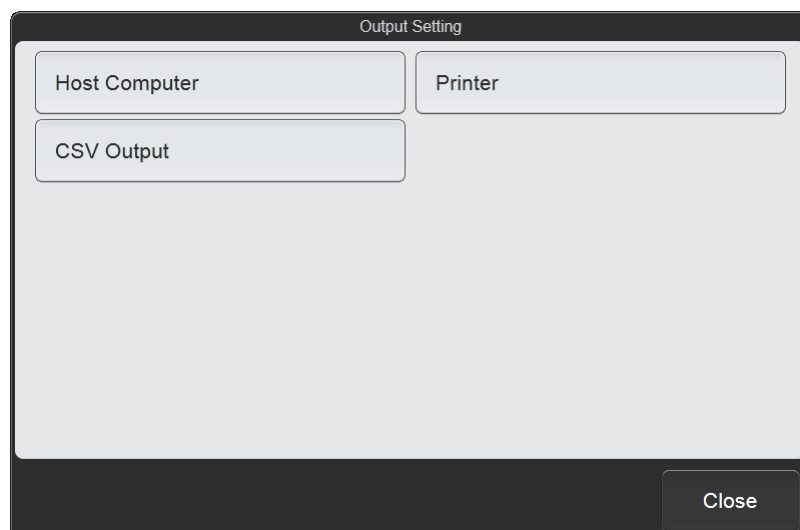 Output Setting
Host Computer
Printer
CSV Output
Close